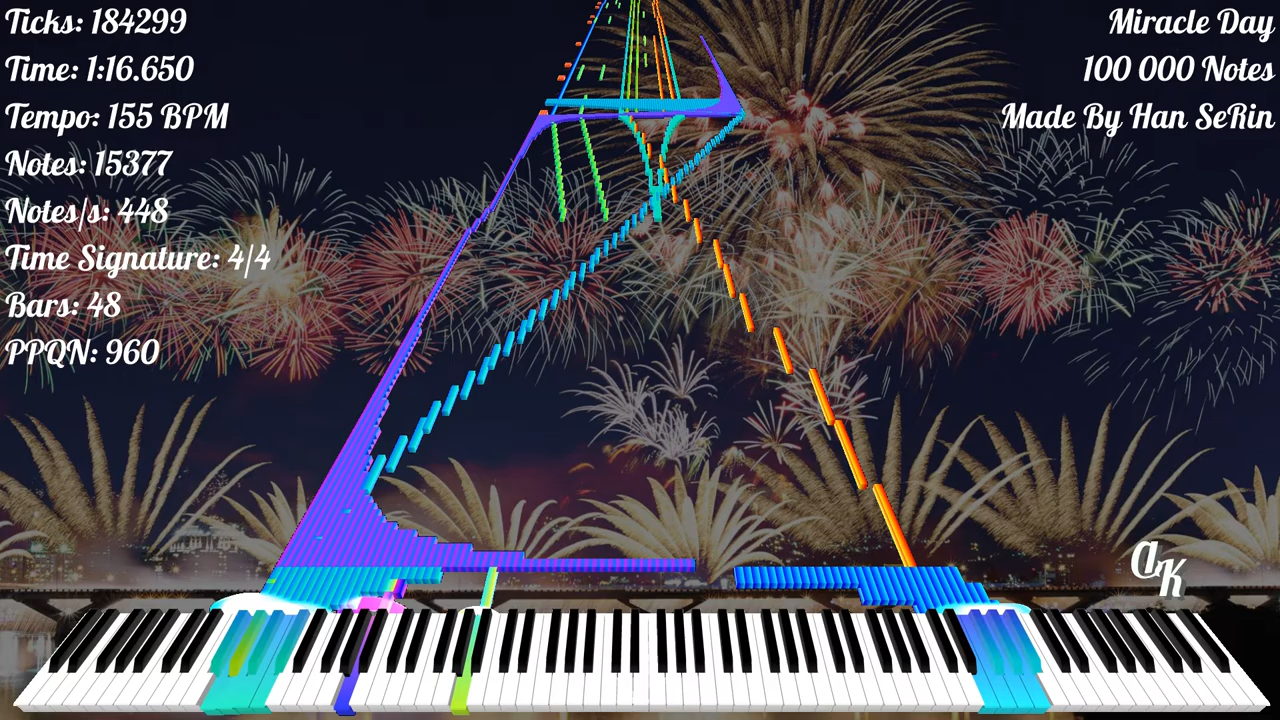 Ticks: 184299
Time: 1:16.650
Tempo: 155 BPM
Notes: 15377
Notes/s: 448
Time Signature: 4/4
Bars: 48
PPQN: 960
Miracle Day
100 000 Notes
Made By Han SeRin
aK